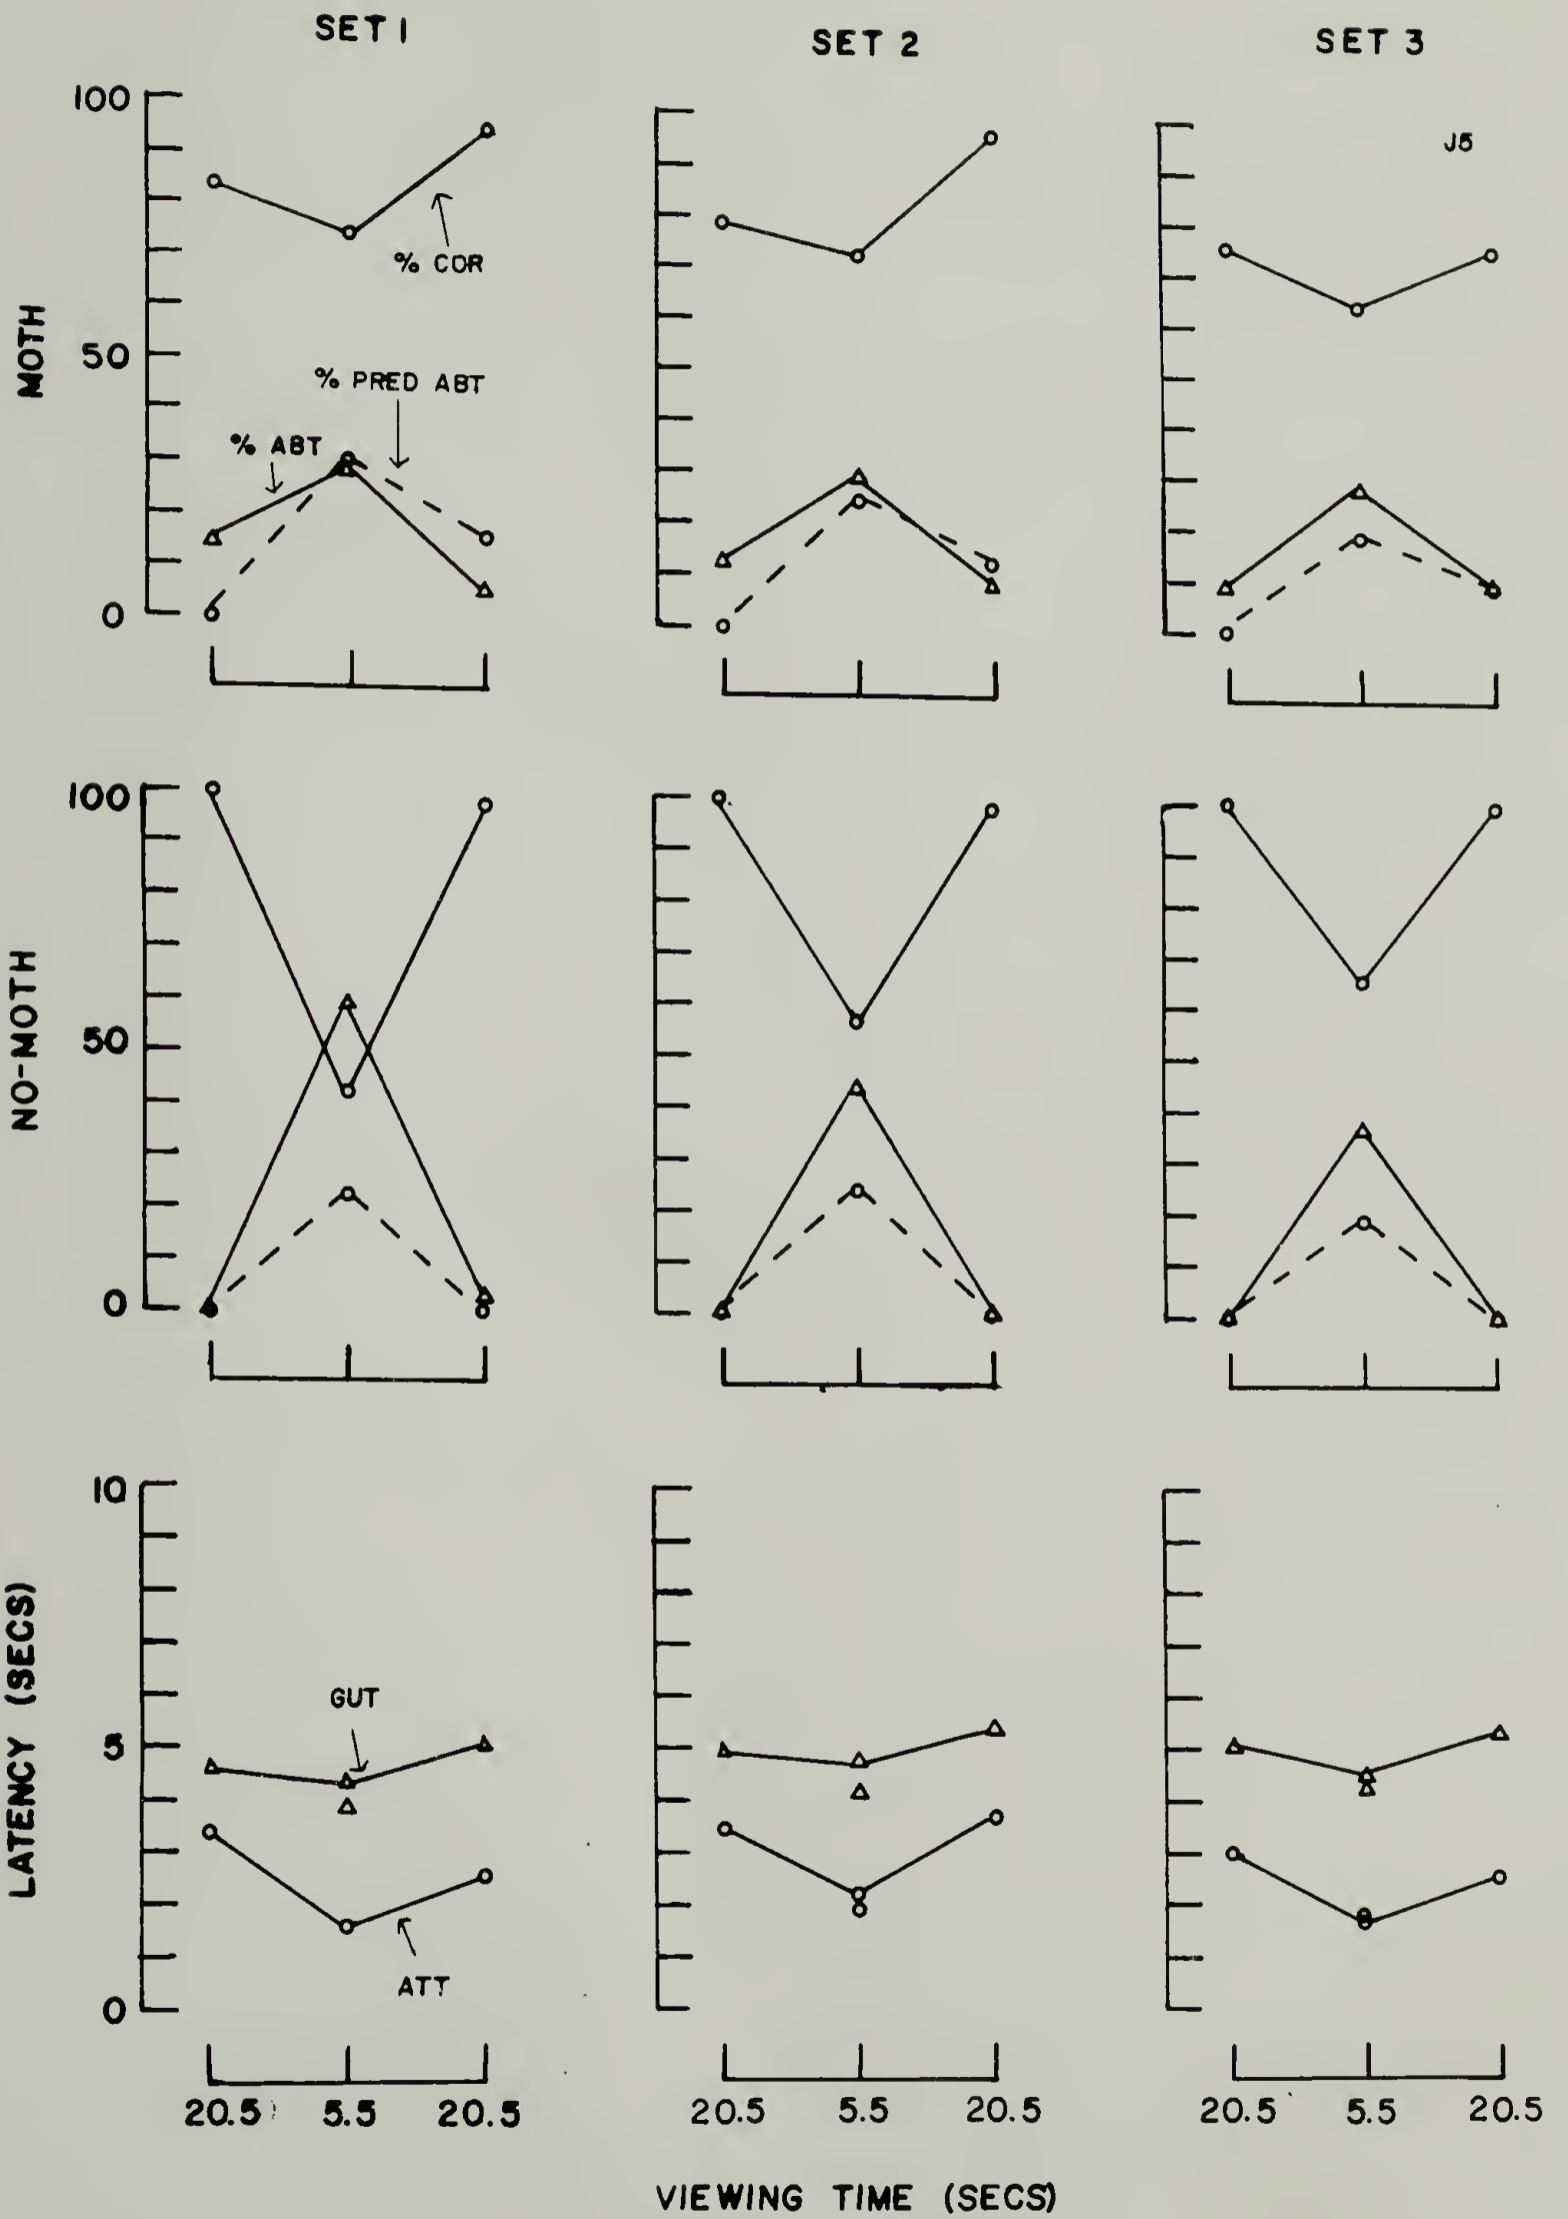 SET 1
SET 2
SET 3
100
J5
% COR
MOTH
50
% PRED ABT
% ABT
0
100
NO-MOTH
50
0
10
LATENCY (SECS)
GUT
5
ATT
0
20.5 5.5 20.5
20.5 5.5 20.5
20.5 5.5 20.5
VIEWING TIME (SECS)